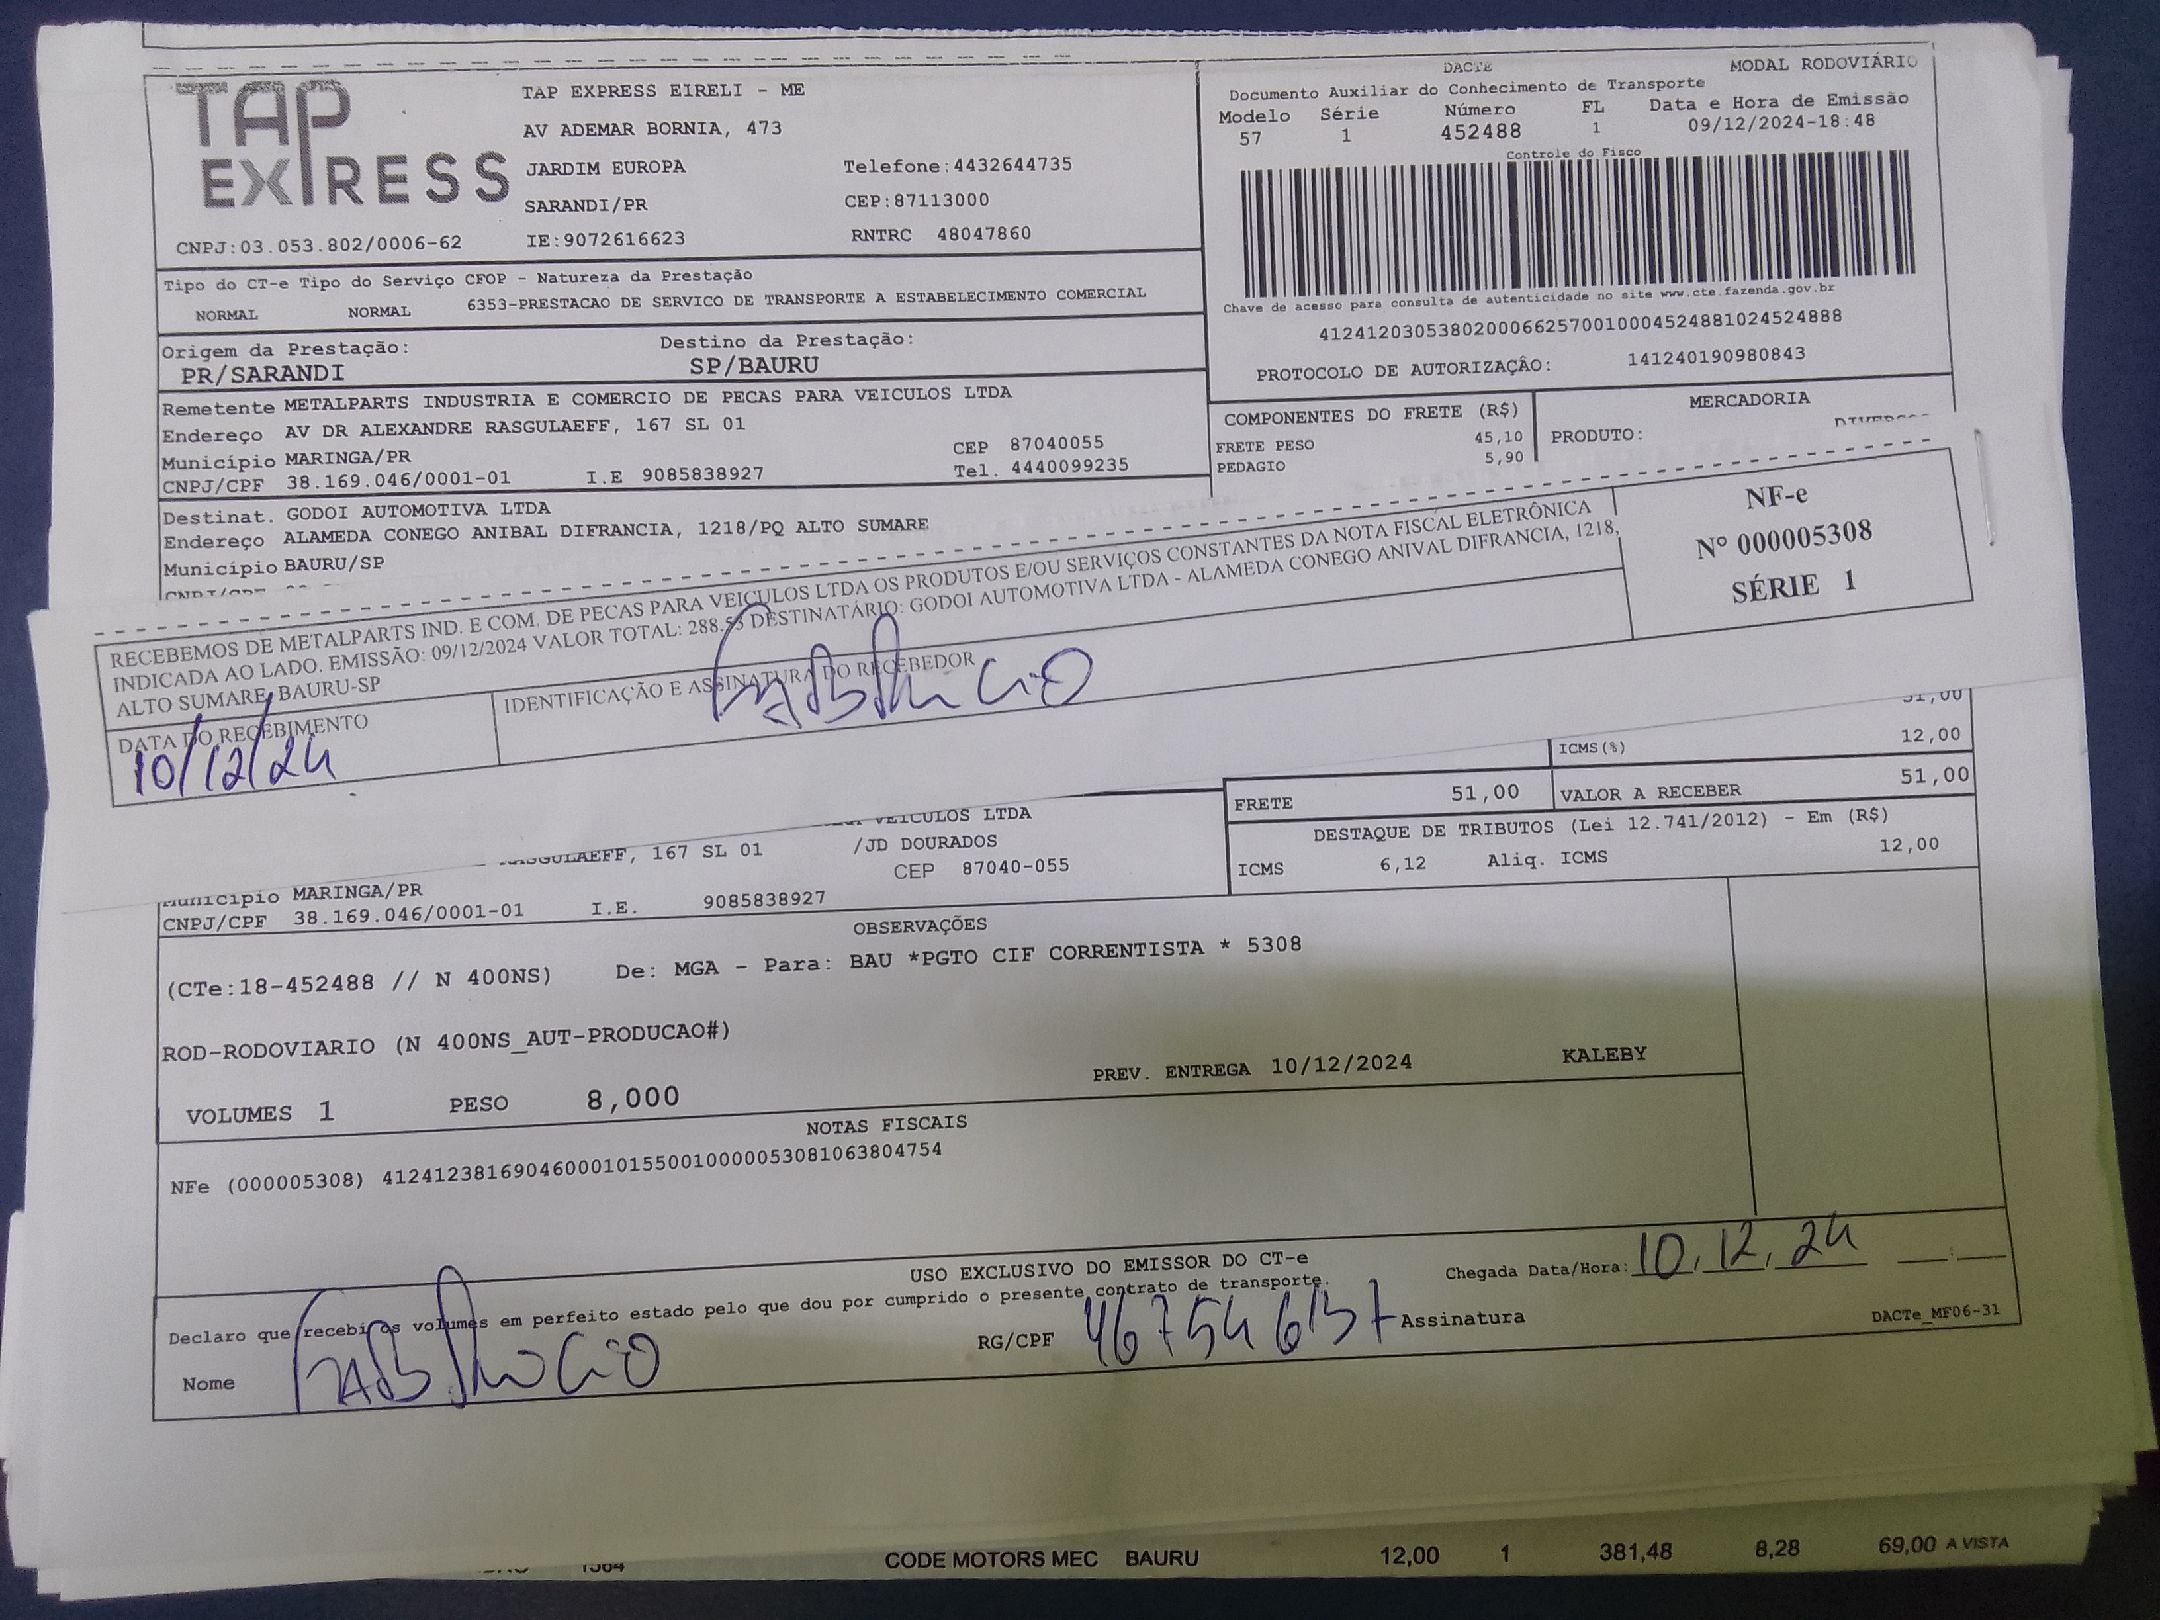 TAP EXPRESS
TAP EXPRESS EIRELI - ME
AV ADEMAR BORNIA, 473
JARDIM EUROPA Telefone:4432644735
SARANDI/PR CEP:87113000
CNPJ:03.053.802/0006-62 IE:9072616623 RNTRC 48047860
DACTE MODAL RODOVIÁRIO
Documento Auxiliar do Conhecimento de Transporte
Modelo Série Número FL Data e Hora de Emissão
57 1 452488 1 09/12/2024-18:48
Controle do Fisco
Chave de acesso para consulta de autenticidade no site www.cte.fazenda.gov.br
41241203053802000662570010004524881024524888
PROTOCOLO DE AUTORIZAÇÂO: 141240190980843
Tipo do CT-e Tipo do Serviço CFOP - Natureza da Prestação
NORMAL NORMAL 6353-PRESTACAO DE SERVICO DE TRANSPORTE A ESTABELECIMENTO COMERCIAL
Origem da Prestação: Destino da Prestação:
PR/SARANDI SP/BAURU
Remetente METALPARTS INDUSTRIA E COMERCIO DE PECAS PARA VEICULOS LTDA
Endereço AV DR ALEXANDRE RASGULAEFF, 167 SL 01
Município MARINGA/PR CEP 87040055
CNPJ/CPF 38.169.046/0001-01 I.E 9085838927 Tel. 4440099235
COMPONENTES DO FRETE (R$) MERCADORIA
FRETE PESO 45,10 PRODUTO:
PEDAGIO 5,90
Destinat. GODOI AUTOMOTIVA LTDA
Endereço ALAMEDA CONEGO ANIBAL DIFRANCIA, 1218/PQ ALTO SUMARE
Município BAURU/SP
RECEBEMOS DE METALPARTS IND. E COM. DE PECAS PARA VEICULOS LTDA OS PRODUTOS E/OU SERVIÇOS CONSTANTES DA NOTA FISCAL ELETRÔNICA
INDICADA AO LADO. EMISSÃO: 09/12/2024 VALOR TOTAL: 288.53 DESTINATÁRIO: GODOI AUTOMOTIVA LTDA - ALAMEDA CONEGO ANIVAL DIFRANCIA, 1218,
ALTO SUMARE, BAURU-SP
NF-e
Nº 000005308
SÉRIE 1
DATA DO RECEBIMENTO IDENTIFICAÇÃO E ASSINATURA DO RECEBEDOR
10/12/24 FABRICIO
51,00
ICMS(%) 12,00
FRETE 51,00 VALOR A RECEBER 51,00
DESTAQUE DE TRIBUTOS (Lei 12.741/2012) - Em (R$)
ICMS 6,12 Aliq. ICMS 12,00
VEICULOS LTDA
RASGULAEFF, 167 SL 01 /JD DOURADOS
Município MARINGA/PR CEP 87040-055
CNPJ/CPF 38.169.046/0001-01 I.E. 9085838927
OBSERVAÇÕES
(CTe:18-452488 // N 400NS) De: MGA - Para: BAU *PGTO CIF CORRENTISTA * 5308
ROD-RODOVIARIO (N 400NS_AUT-PRODUCAO#)
VOLUMES 1 PESO 8,000 PREV. ENTREGA 10/12/2024 KALEBY
NOTAS FISCAIS
NFe (000005308) 41241238169046000101550010000053081063804754
USO EXCLUSIVO DO EMISSOR DO CT-e
Declaro que recebi os volumes em perfeito estado pelo que dou por cumprido o presente contrato de transporte.
Chegada Data/Hora: 10.12.24 :
Nome FABRICIO RG/CPF 467546137 Assinatura
DACTe_MF06-31
1564 CODE MOTORS MEC BAURU 12,00 1 381,48 8,28 69,00 A VISTA